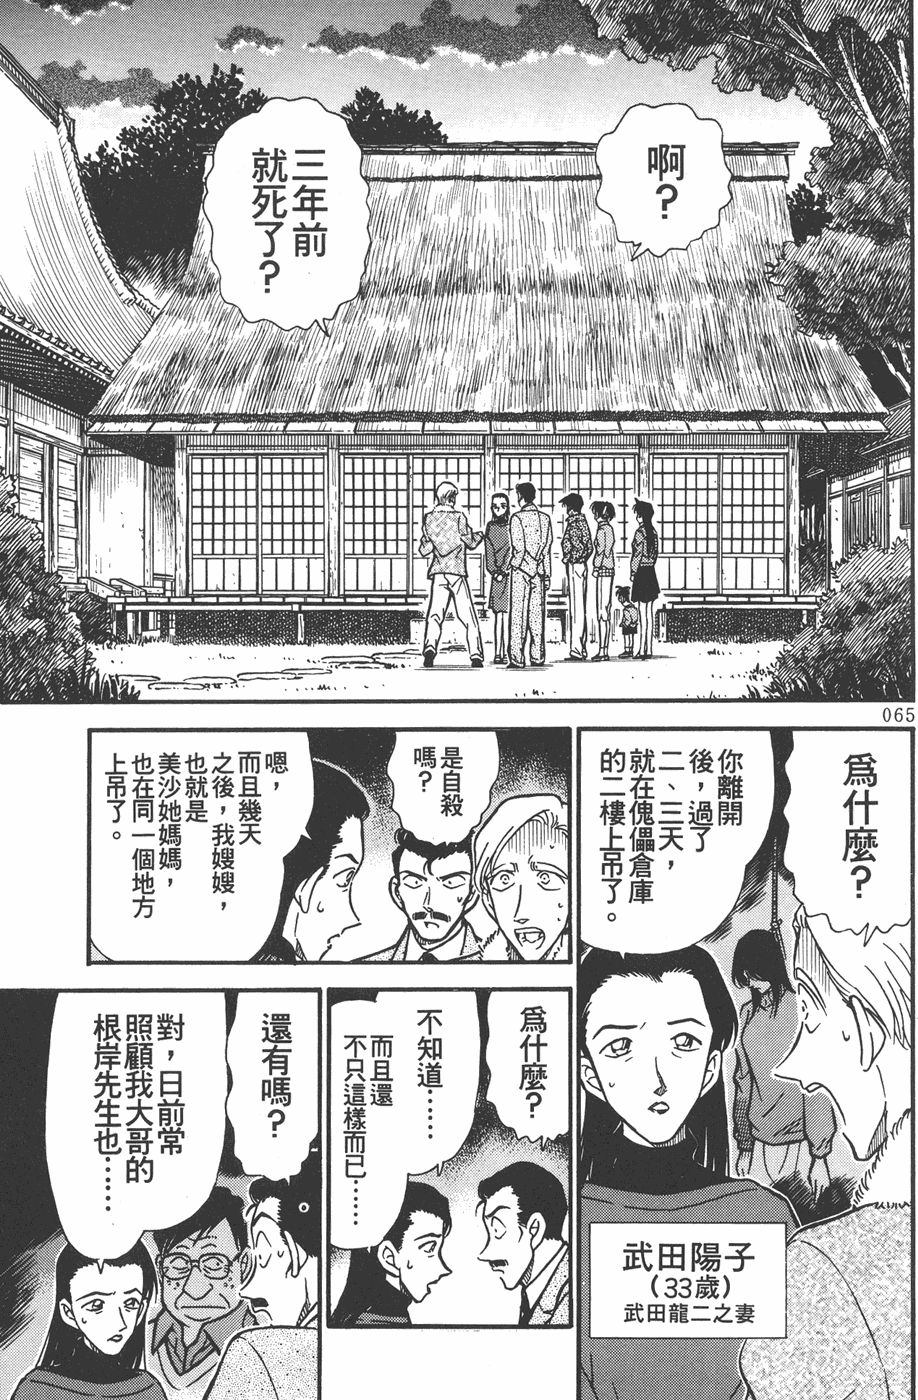 啊？
三年前
就死了？
065
爲什麼？
你離開
後，過了
二、三天，
就在傀儡倉庫
的二樓上吊了。
武田陽子
（33歲）
武田龍二之妻
是自殺
嗎？
嗯，
而且幾天
之後，我嫂嫂，
也就是
美沙她媽媽，
也在同一個地方
上吊了。
爲什麼？
不知道……
而且還
不只這樣而已……
還有嗎？
對，日前常
照顧我大哥的
根岸先生也……